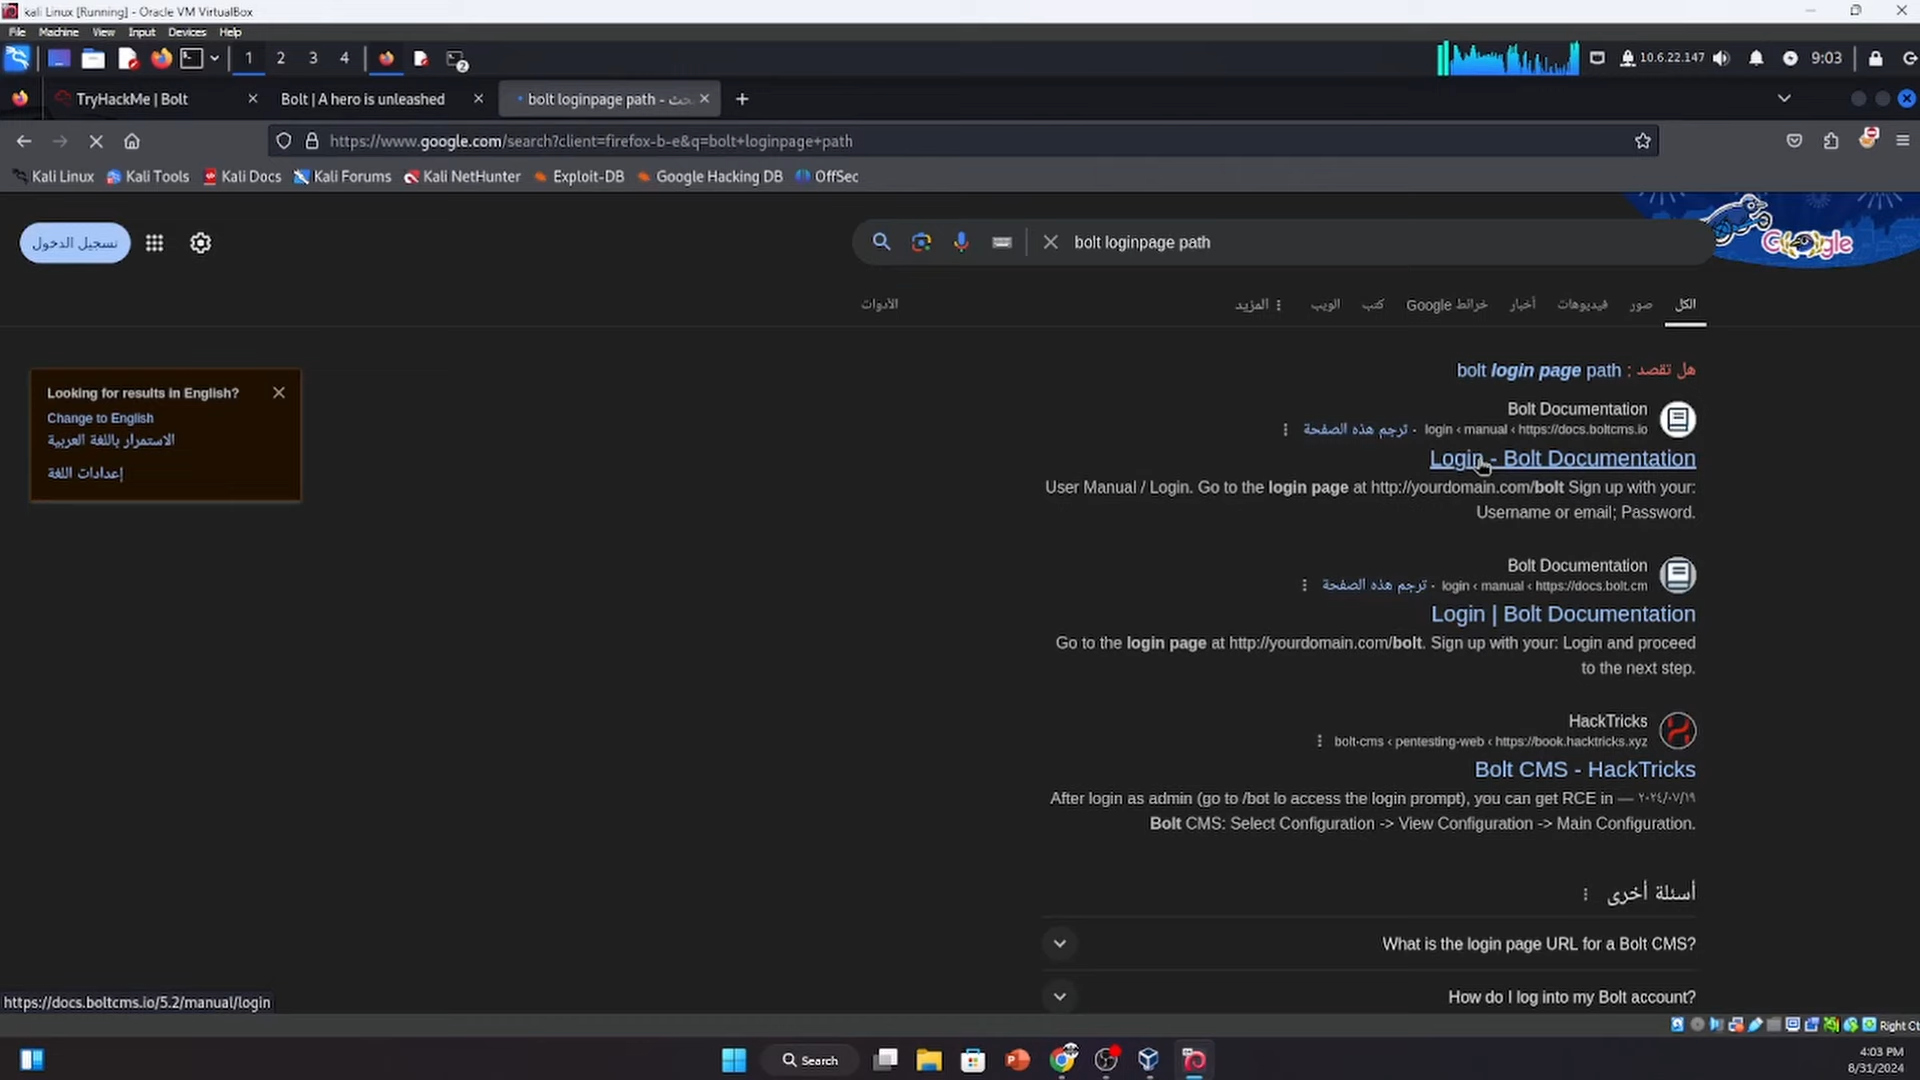 kali Linux [Running] - Oracle VM VirtualBox
File Machine View Input Devices Help
1 2 3 4
2
10.6.22.147
9:03
TryHackMe | Bolt
Bolt | A hero is unleashed
bolt loginpage path - بحث
https://www.google.com/search?client=firefox-b-e&q=bolt+loginpage+path
Kali Linux Kali Tools Kali Docs Kali Forums Kali NetHunter Exploit-DB Google Hacking DB OffSec
تسجيل الدخول
bolt loginpage path
Google
الكل صور فيديوهات أخبار خرائط Google كتب الويب المزيد الأدوات
Looking for results in English?
Change to English
الاستمرار باللغة العربية
إعدادات اللغة
هل تقصد : bolt login page path
Bolt Documentation
https://docs.boltcms.io › manual › login · ترجم هذه الصفحة
Login - Bolt Documentation
User Manual / Login. Go to the login page at http://yourdomain.com/bolt Sign up with your:
Username or email; Password.
Bolt Documentation
https://docs.bolt.cm › manual › login · ترجم هذه الصفحة
Login | Bolt Documentation
Go to the login page at http://yourdomain.com/bolt. Sign up with your: Login and proceed
to the next step.
HackTricks
https://book.hacktricks.xyz › pentesting-web › bolt-cms
Bolt CMS - HackTricks
١٩‏/٠٧‏/٢٠٢٤ — After login as admin (go to /bot lo access the login prompt), you can get RCE in
Bolt CMS: Select Configuration -> View Configuration -> Main Configuration.
أسئلة أخرى
What is the login page URL for a Bolt CMS?
How do I log into my Bolt account?
https://docs.boltcms.io/5.2/manual/login
Right Ct
Search
4:03 PM
8/31/2024